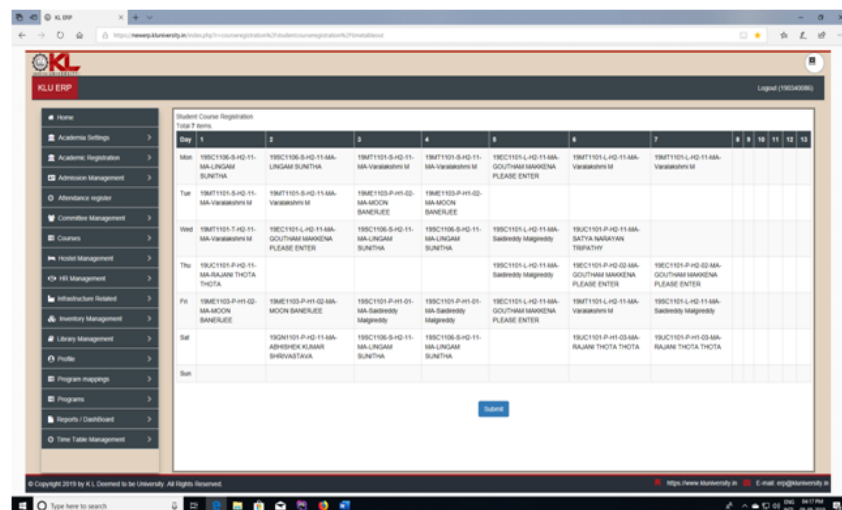 KL ERP
https://newerp.kluniversity.in/index.php?r=courseregistration%2Fstudentcourseregistration%2Ftimetableout
KL
KLU ERP
Logout (190340086)
Home
Academia Settings
Academic Registration
Admission Management
Attendance register
Committee Management
Courses
Hostel Management
HR Management
Infrastructure Related
Inventory Management
Library Management
Profile
Program mappings
Programs
Reports / DashBoard
Time Table Management
Student Course Registration
Total 7 items.
Day 1 2 3 4 5 6 7 8 9 10 11 12 13
Mon 19SC1106-S-H2-11- 19SC1106-S-H2-11-MA- 19MT1101-S-H2-11- 19MT1101-S-H2-11- 19EC1101-L-H2-11-MA- 19MT1101-L-H2-11-MA- 19MT1101-L-H2-11-MA-
MA-LINGAM LINGAM SUNITHA MA-Varalakshmi M MA-Varalakshmi M GOUTHAM MAKKENA Varalakshmi M Varalakshmi M
SUNITHA PLEASE ENTER
Tue 19MT1101-S-H2-11- 19MT1101-S-H2-11-MA- 19ME1103-P-H1-02- 19ME1103-P-H1-02-
MA-Varalakshmi M Varalakshmi M MA-MOON MA-MOON
BANERJEE BANERJEE
Wed 19MT1101-T-H2-11- 19EC1101-L-H2-11-MA- 19SC1106-S-H2-11- 19SC1106-S-H2-11- 19SC1101-L-H2-11-MA- 19UC1101-P-H2-11-MA-
MA-Varalakshmi M GOUTHAM MAKKENA MA-LINGAM MA-LINGAM Saidireddy Malgireddy SATYA NARAYAN
PLEASE ENTER SUNITHA SUNITHA TRIPATHY
Thu 19UC1101-P-H2-11- 19SC1101-L-H2-11-MA- 19EC1101-P-H2-02-MA- 19EC1101-P-H2-02-MA-
MA-RAJANI THOTA Saidireddy Malgireddy GOUTHAM MAKKENA GOUTHAM MAKKENA
THOTA PLEASE ENTER PLEASE ENTER
Fri 19ME1103-P-H1-02- 19ME1103-P-H1-02-MA- 19SC1101-P-H1-01- 19SC1101-P-H1-01- 19EC1101-L-H2-11-MA- 19MT1101-L-H2-11-MA- 19SC1101-L-H2-11-MA-
MA-MOON MOON BANERJEE MA-Saidireddy MA-Saidireddy GOUTHAM MAKKENA Varalakshmi M Saidireddy Malgireddy
BANERJEE Malgireddy Malgireddy PLEASE ENTER
Sat 19GN1101-P-H2-11-MA- 19SC1106-S-H2-11- 19SC1106-S-H2-11- 19UC1101-P-H1-03-MA- 19UC1101-P-H1-03-MA-
ABHISHEK KUMAR MA-LINGAM MA-LINGAM RAJANI THOTA THOTA RAJANI THOTA THOTA
SHRIVASTAVA SUNITHA SUNITHA
Sun
Submit
© Copyright 2019 by K L Deemed to be University. All Rights Reserved.
https://www.kluniversity.in E-mail: erp@kluniversity.in
Type here to search
ENG 04:17 PM